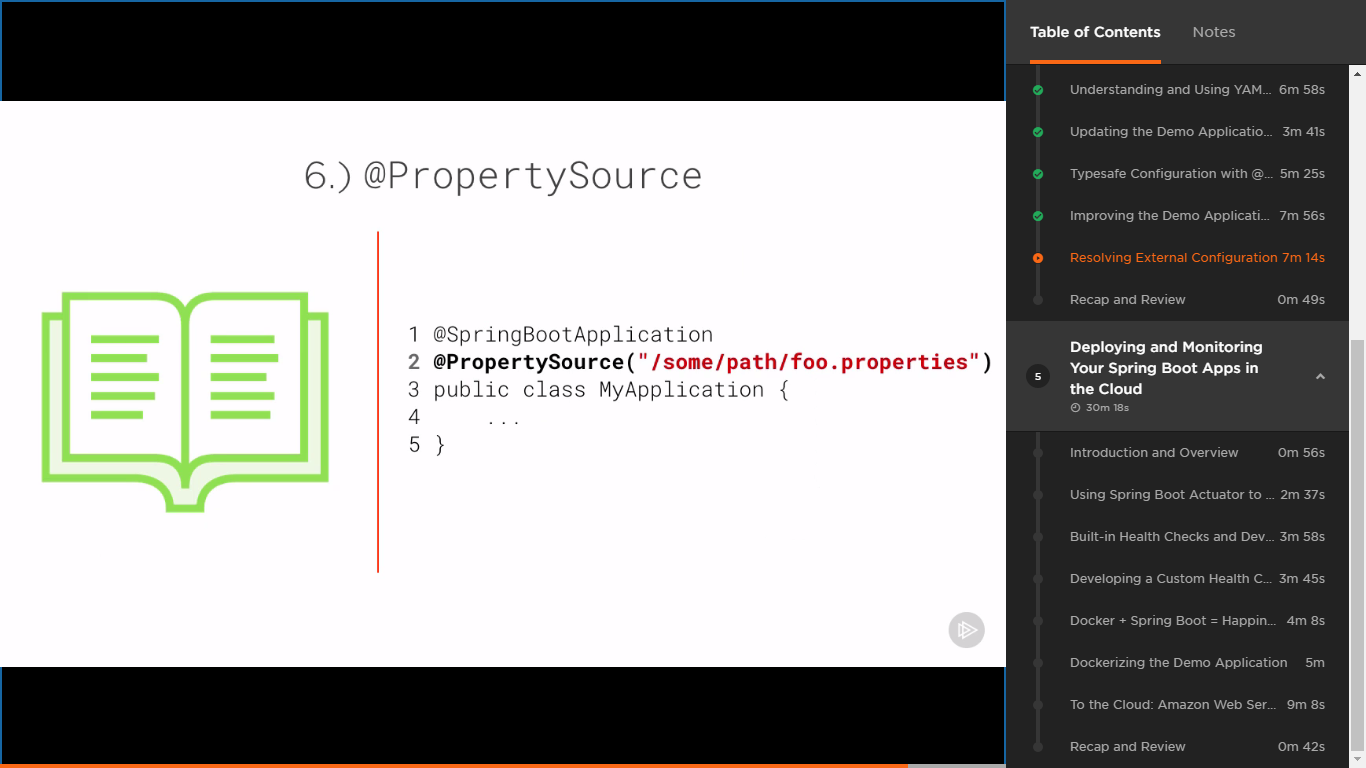 6.) @PropertySource
1 @SpringBootApplication
2 @PropertySource("/some/path/foo.properties")
3 public class MyApplication {
4     ...
5 }
Table of Contents
Notes
Understanding and Using YAM... 6m 58s
Updating the Demo Applicatio... 3m 41s
Typesafe Configuration with @... 5m 25s
Improving the Demo Applicati... 7m 56s
Resolving External Configuration 7m 14s
Recap and Review 0m 49s
5
Deploying and Monitoring
Your Spring Boot Apps in
the Cloud
30m 18s
Introduction and Overview 0m 56s
Using Spring Boot Actuator to ... 2m 37s
Built-in Health Checks and Dev... 3m 58s
Developing a Custom Health C... 3m 45s
Docker + Spring Boot = Happin... 4m 8s
Dockerizing the Demo Application 5m
To the Cloud: Amazon Web Ser... 9m 8s
Recap and Review 0m 42s